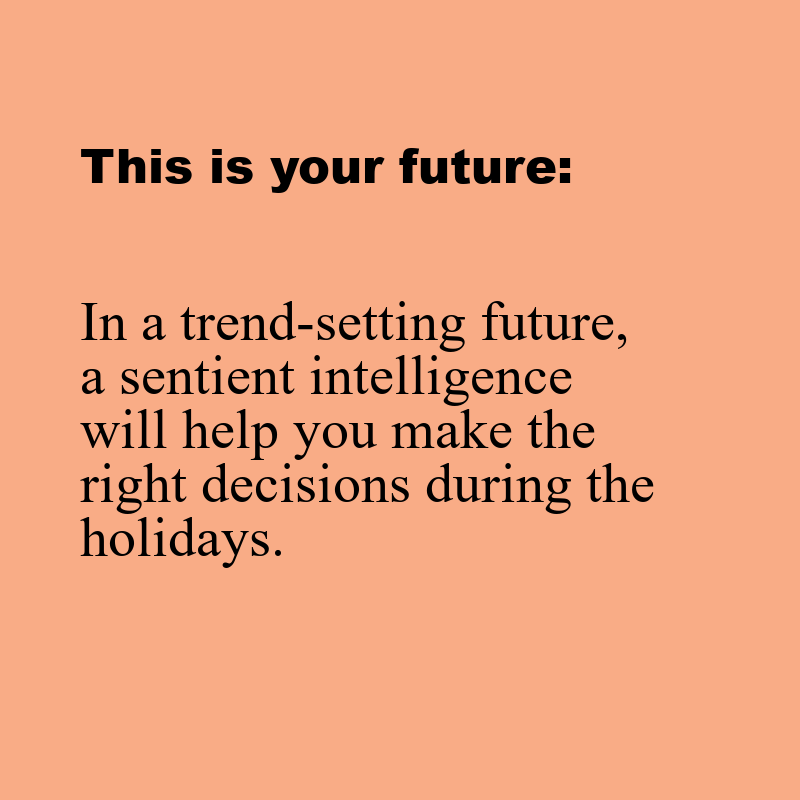 This is your future:
In a trend-setting future,
a sentient intelligence
will help you make the
right decisions during the
holidays.